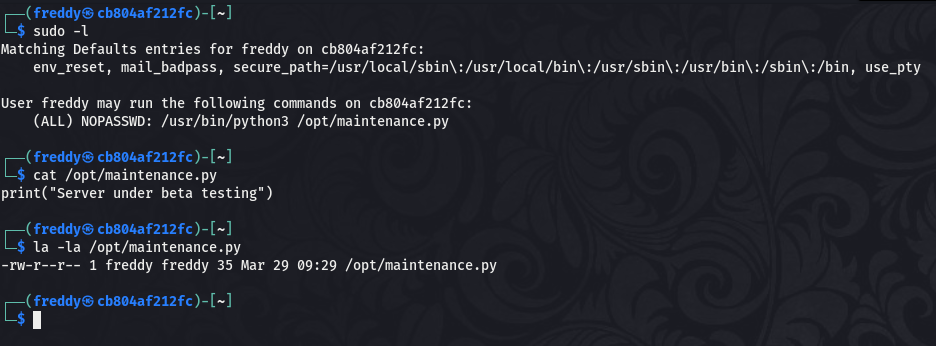 ┌──(freddy㉿cb804af212fc)-[~]
└─$ sudo -l
Matching Defaults entries for freddy on cb804af212fc:
    env_reset, mail_badpass, secure_path=/usr/local/sbin\:/usr/local/bin\:/usr/sbin\:/usr/bin\:/sbin\:/bin, use_pty

User freddy may run the following commands on cb804af212fc:
    (ALL) NOPASSWD: /usr/bin/python3 /opt/maintenance.py

┌──(freddy㉿cb804af212fc)-[~]
└─$ cat /opt/maintenance.py
print("Server under beta testing")

┌──(freddy㉿cb804af212fc)-[~]
└─$ la -la /opt/maintenance.py
-rw-r--r-- 1 freddy freddy 35 Mar 29 09:29 /opt/maintenance.py

┌──(freddy㉿cb804af212fc)-[~]
└─$